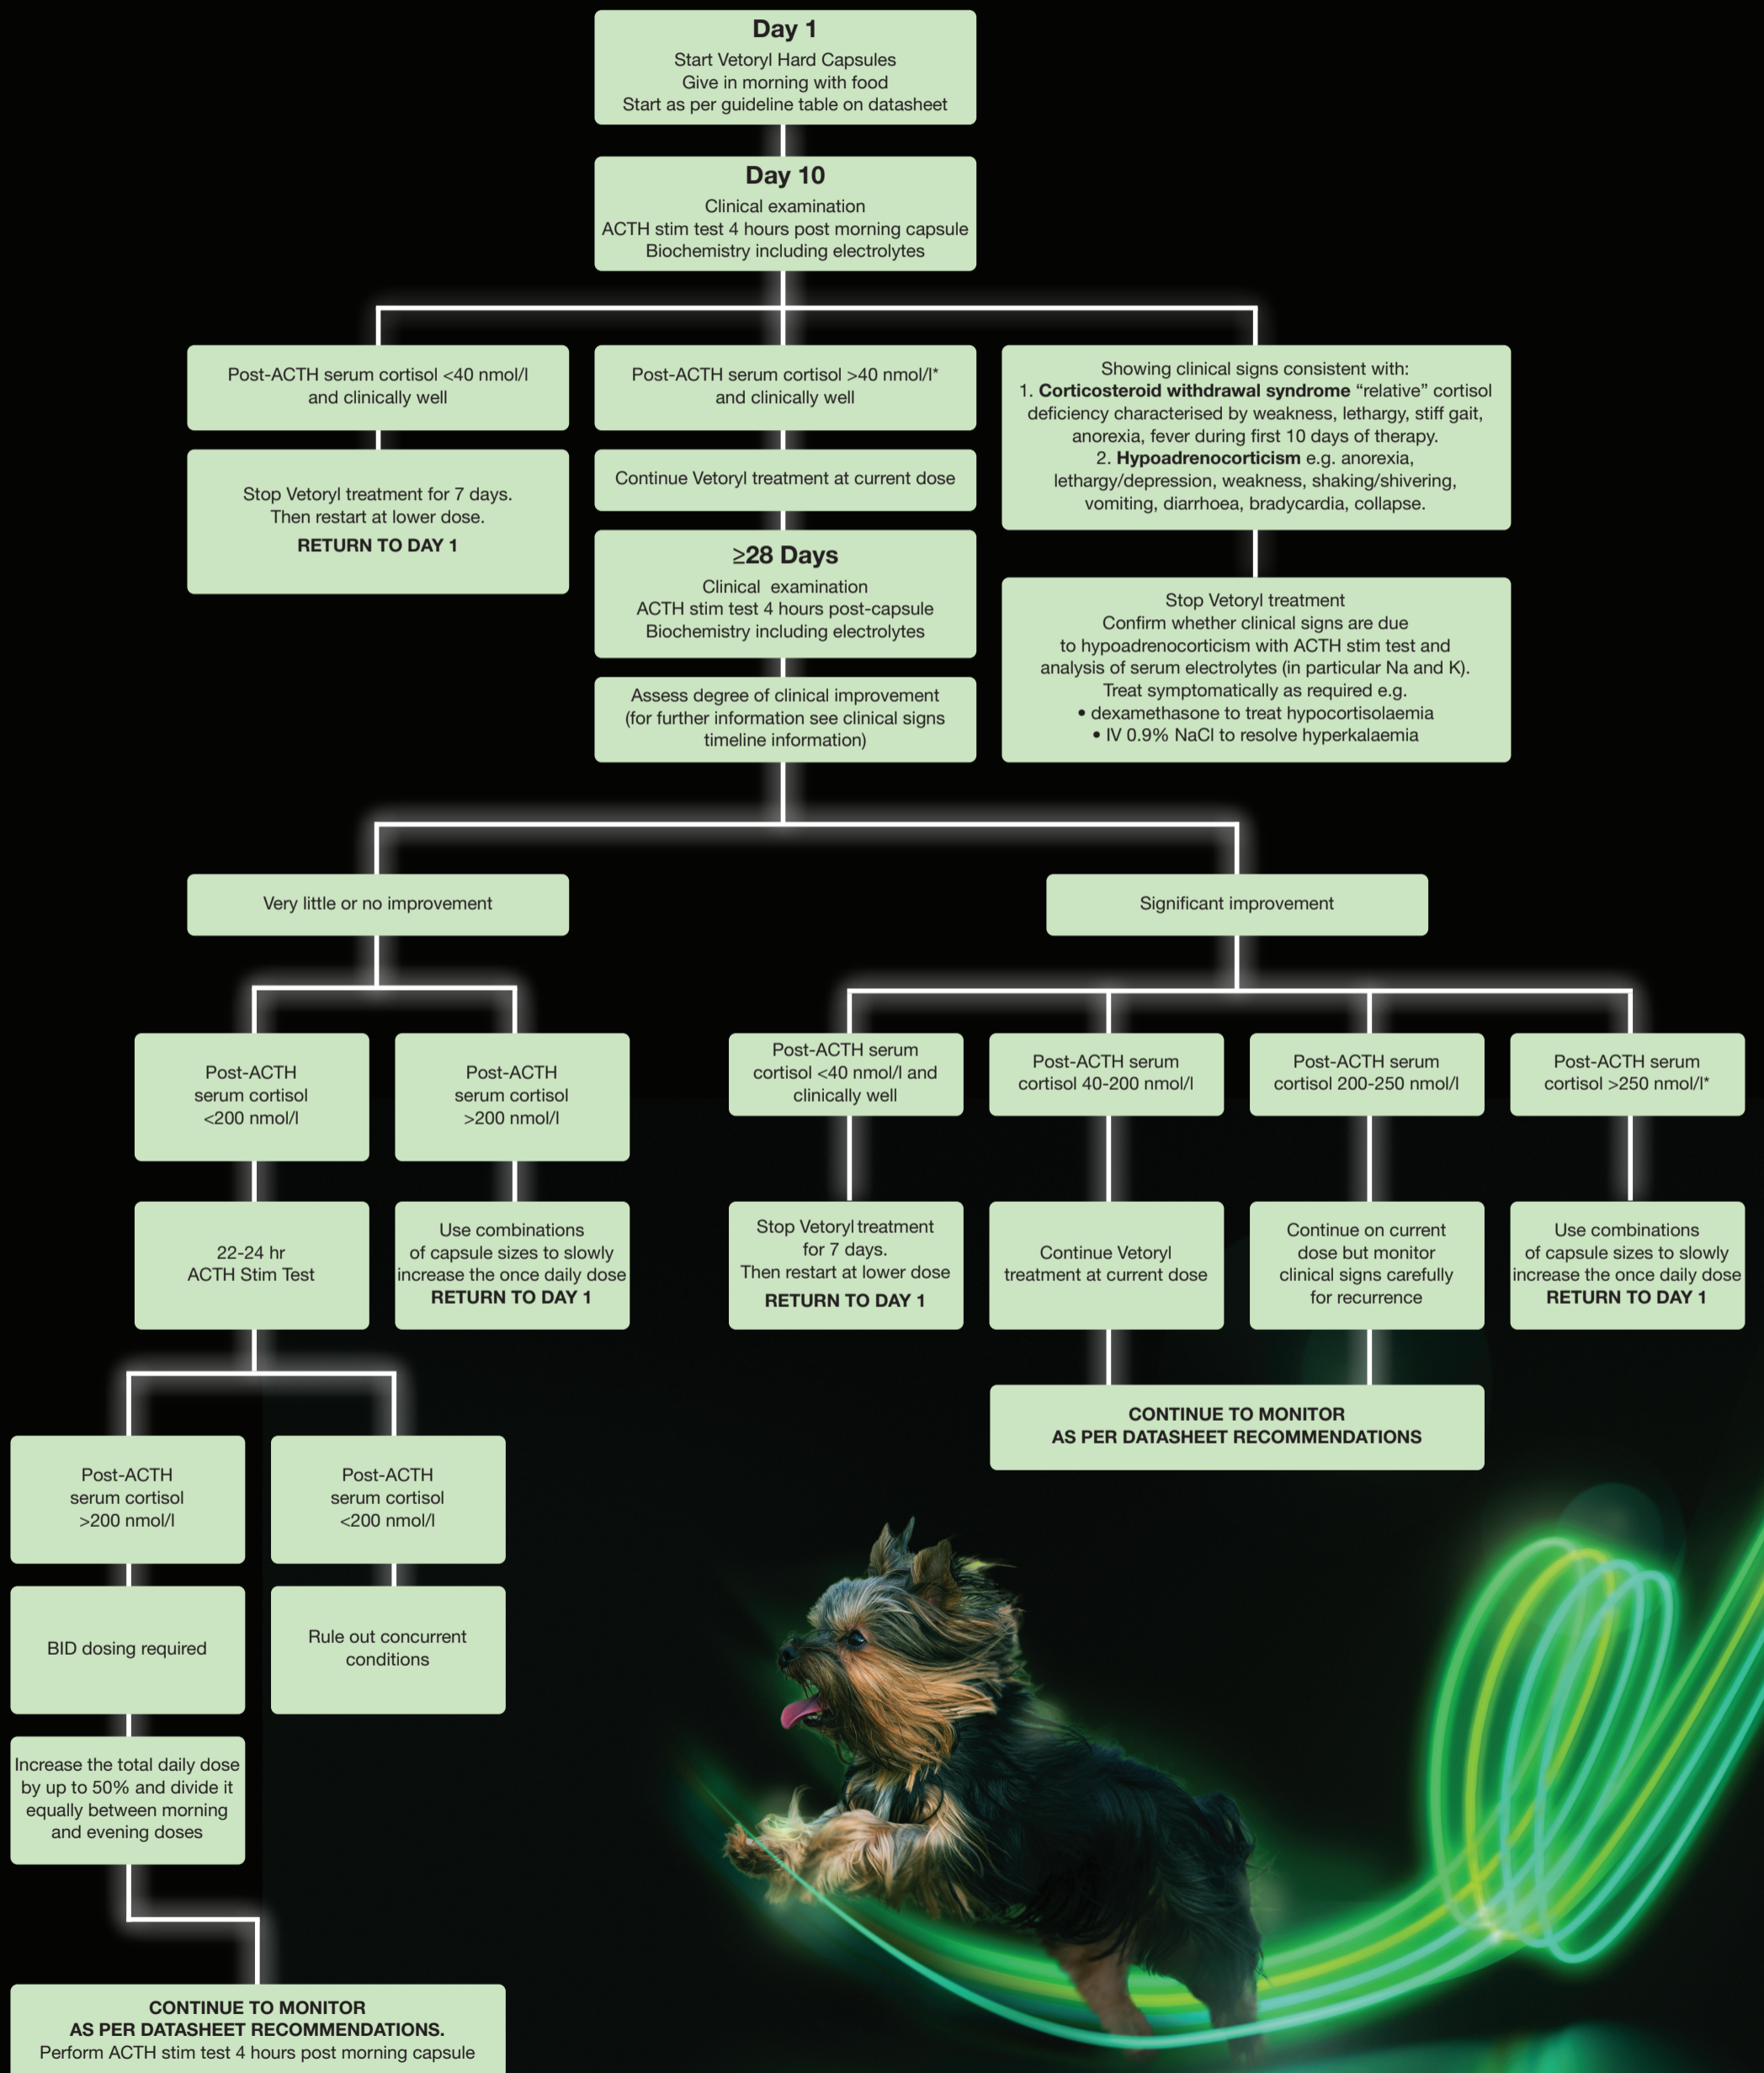 Day 1
Start Vetoryl Hard Capsules
Give in morning with food
Start as per guideline table on datasheet
Day 10
Clinical examination
ACTH stim test 4 hours post morning capsule
Biochemistry including electrolytes
Post-ACTH serum cortisol <40 nmol/l
and clinically well
Stop Vetoryl treatment for 7 days.
Then restart at lower dose.
RETURN TO DAY 1
Post-ACTH serum cortisol >40 nmol/l*
and clinically well
Continue Vetoryl treatment at current dose
≥28 Days
Clinical examination
ACTH stim test 4 hours post-capsule
Biochemistry including electrolytes
Assess degree of clinical improvement
(for further information see clinical signs
timeline information)
Showing clinical signs consistent with:
1. Corticosteroid withdrawal syndrome “relative” cortisol
deficiency characterised by weakness, lethargy, stiff gait,
anorexia, fever during first 10 days of therapy.
2. Hypoadrenocorticism e.g. anorexia,
lethargy/depression, weakness, shaking/shivering,
vomiting, diarrhoea, bradycardia, collapse.
Stop Vetoryl treatment
Confirm whether clinical signs are due
to hypoadrenocorticism with ACTH stim test and
analysis of serum electrolytes (in particular Na and K).
Treat symptomatically as required e.g.
• dexamethasone to treat hypocortisolaemia
• IV 0.9% NaCl to resolve hyperkalaemia
Very little or no improvement
Post-ACTH
serum cortisol
<200 nmol/l
22-24 hr
ACTH Stim Test
Post-ACTH
serum cortisol
>200 nmol/l
Use combinations
of capsule sizes to slowly
increase the once daily dose
RETURN TO DAY 1
Post-ACTH
serum cortisol
>200 nmol/l
BID dosing required
Increase the total daily dose
by up to 50% and divide it
equally between morning
and evening doses
Post-ACTH
serum cortisol
<200 nmol/l
Rule out concurrent
conditions
CONTINUE TO MONITOR
AS PER DATASHEET RECOMMENDATIONS.
Perform ACTH stim test 4 hours post morning capsule
Significant improvement
Post-ACTH serum
cortisol <40 nmol/l and
clinically well
Stop Vetoryl treatment
for 7 days.
Then restart at lower dose
RETURN TO DAY 1
Post-ACTH serum
cortisol 40-200 nmol/l
Continue Vetoryl
treatment at current dose
Post-ACTH serum
cortisol 200-250 nmol/l
Continue on current
dose but monitor
clinical signs carefully
for recurrence
Post-ACTH serum
cortisol >250 nmol/l*
Use combinations
of capsule sizes to slowly
increase the once daily dose
RETURN TO DAY 1
CONTINUE TO MONITOR
AS PER DATASHEET RECOMMENDATIONS